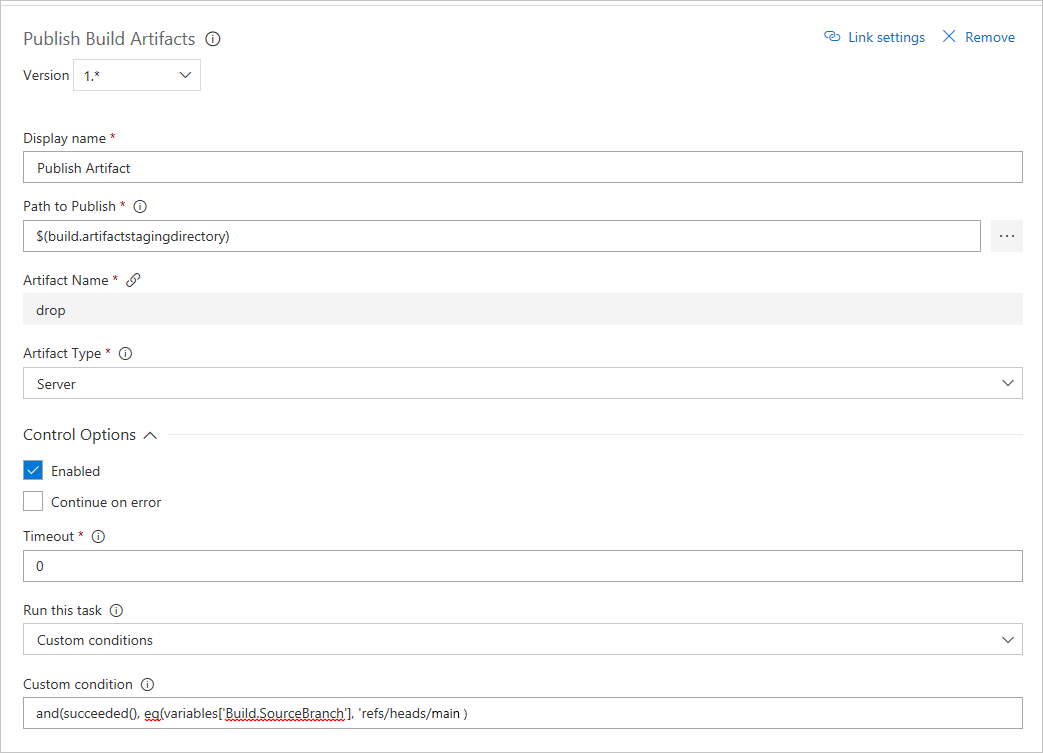 Publish Build Artifacts
Link settings
Remove
Version 1.*
Display name *
Publish Artifact
Path to Publish *
$(build.artifactstagingdirectory)
...
Artifact Name *
drop
Artifact Type *
Server
Control Options
Enabled
Continue on error
Timeout *
0
Run this task
Custom conditions
Custom condition
and(succeeded(), eq(variables['Build.SourceBranch'], 'refs/heads/main )